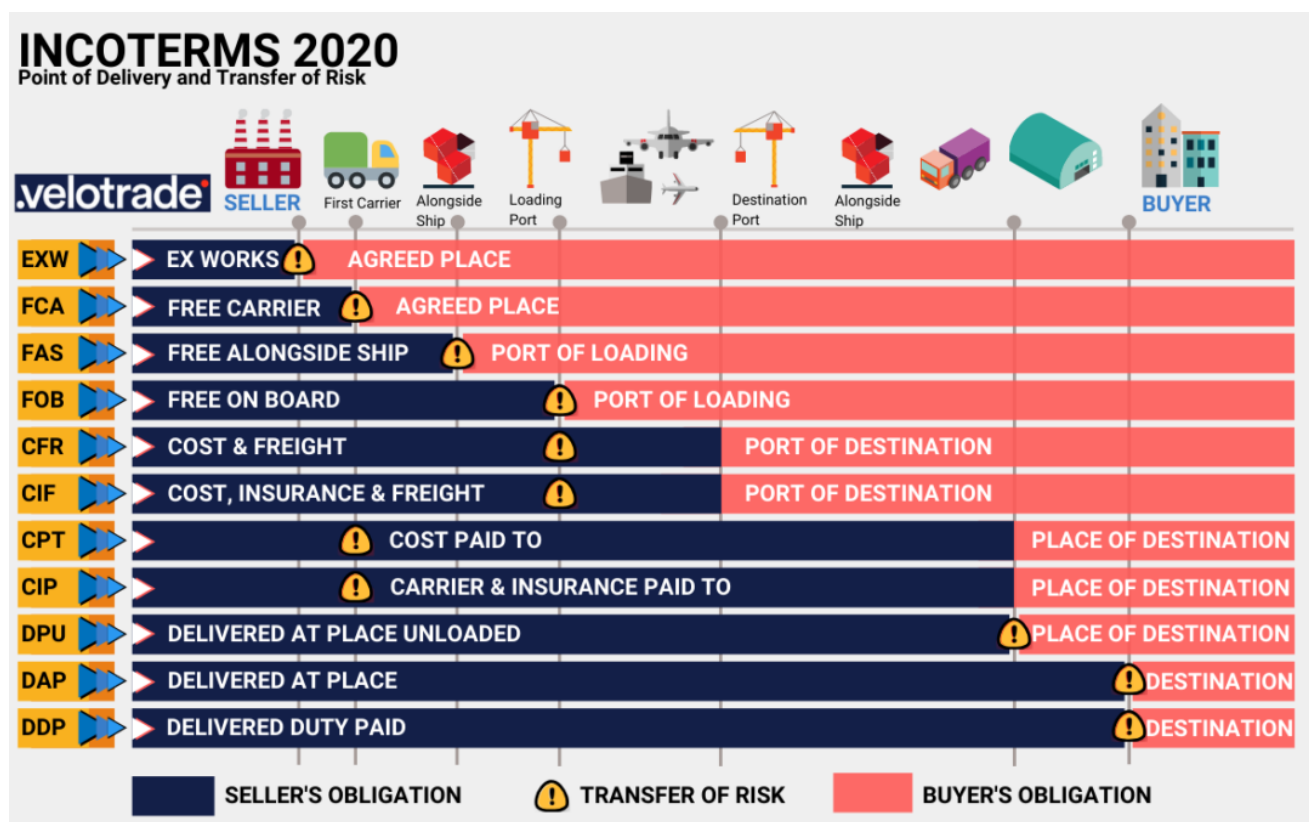 INCOTERMS 2020
Point of Delivery and Transfer of Risk
.velotrade
SELLER
First Carrier
Alongside
Ship
Loading
Port
Destination
Port
Alongside
Ship
BUYER
EXW EX WORKS AGREED PLACE
FCA FREE CARRIER AGREED PLACE
FAS FREE ALONGSIDE SHIP PORT OF LOADING
FOB FREE ON BOARD PORT OF LOADING
CFR COST & FREIGHT PORT OF DESTINATION
CIF COST, INSURANCE & FREIGHT PORT OF DESTINATION
CPT COST PAID TO PLACE OF DESTINATION
CIP CARRIER & INSURANCE PAID TO PLACE OF DESTINATION
DPU DELIVERED AT PLACE UNLOADED PLACE OF DESTINATION
DAP DELIVERED AT PLACE DESTINATION
DDP DELIVERED DUTY PAID DESTINATION
SELLER'S OBLIGATION TRANSFER OF RISK BUYER'S OBLIGATION